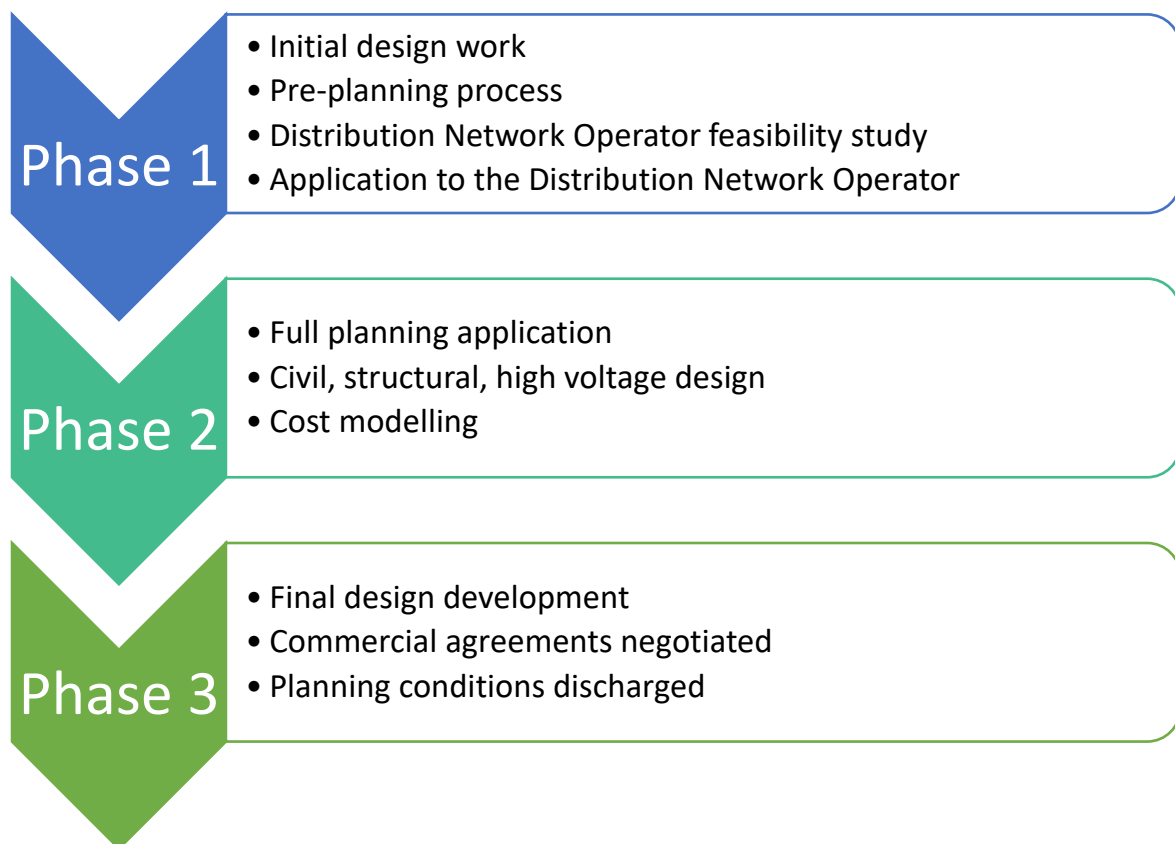 Phase 1
• Initial design work
• Pre-planning process
• Distribution Network Operator feasibility study
• Application to the Distribution Network Operator
Phase 2
• Full planning application
• Civil, structural, high voltage design
• Cost modelling
Phase 3
• Final design development
• Commercial agreements negotiated
• Planning conditions discharged